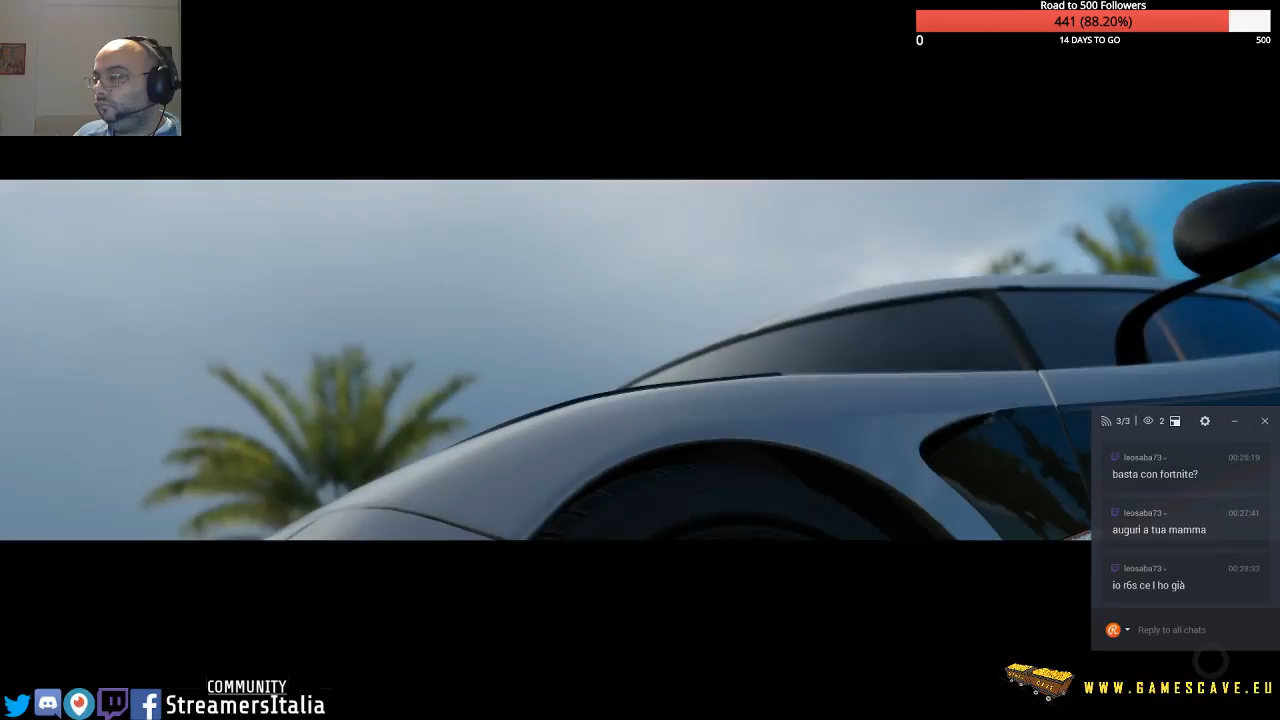 Road to 500 Followers
441 (88.20%)
0
14 DAYS TO GO
500
3/3
2
leosaba73
00:25:19
basta con fortnite?
leosaba73
00:27:41
auguri a tua mamma
leosaba73
00:28:33
io r6s ce l ho già
Reply to all chats
COMMUNITY
StreamersItalia
WWW.GAMESCAVE.EU